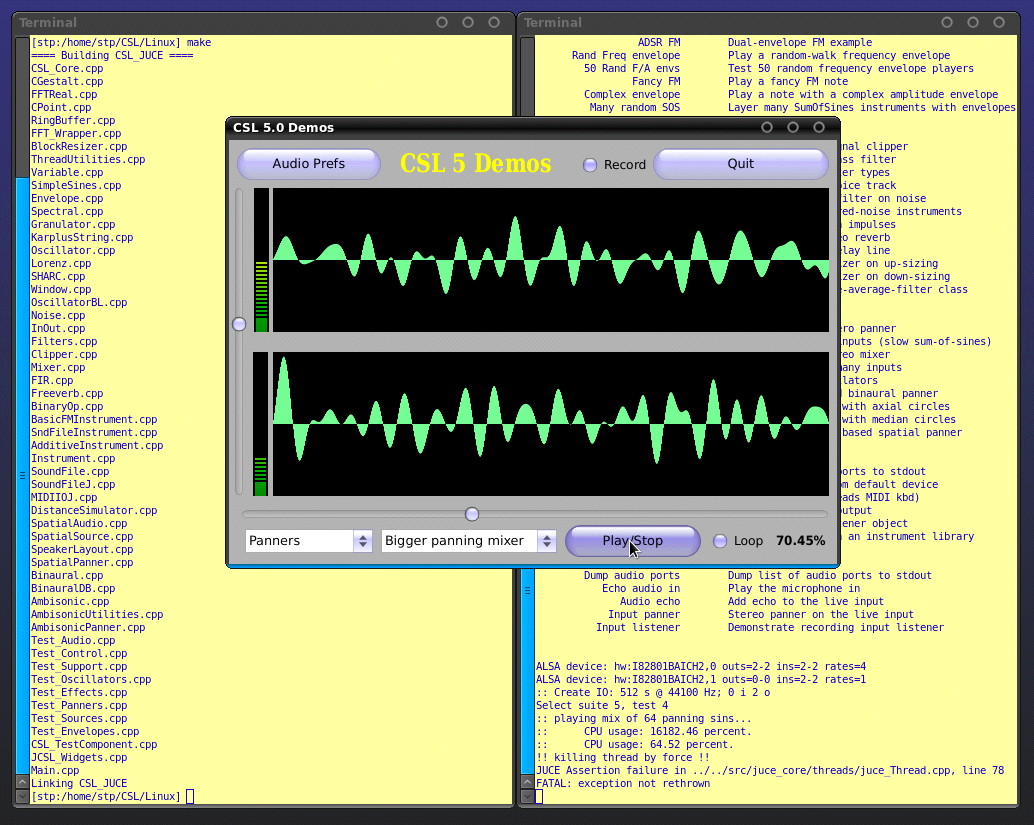 Terminal
[stp:/home/stp/CSL/Linux] make
==== Building CSL_JUCE ====
CSL_Core.cpp
CGestalt.cpp
FFTReal.cpp
CPoint.cpp
RingBuffer.cpp
FFT_Wrapper.cpp
BlockResizer.cpp
ThreadUtilities.cpp
Variable.cpp
SimpleSines.cpp
Envelope.cpp
Spectral.cpp
Granulator.cpp
KarplusString.cpp
Oscillator.cpp
Lorenz.cpp
SHARC.cpp
Window.cpp
OscillatorBL.cpp
Noise.cpp
InOut.cpp
Filters.cpp
Clipper.cpp
Mixer.cpp
FIR.cpp
Freeverb.cpp
BinaryOp.cpp
BasicFMInstrument.cpp
SndFileInstrument.cpp
AdditiveInstrument.cpp
Instrument.cpp
SoundFile.cpp
SoundFileJ.cpp
MIDIIOJ.cpp
DistanceSimulator.cpp
SpatialAudio.cpp
SpatialSource.cpp
SpeakerLayout.cpp
SpatialPanner.cpp
Binaural.cpp
BinauralDB.cpp
Ambisonic.cpp
AmbisonicUtilities.cpp
AmbisonicPanner.cpp
Test_Audio.cpp
Test_Control.cpp
Test_Support.cpp
Test_Oscillators.cpp
Test_Effects.cpp
Test_Panners.cpp
Test_Sources.cpp
Test_Envelopes.cpp
CSL_TestComponent.cpp
JCSL_Widgets.cpp
Main.cpp
Linking CSL_JUCE
[stp:/home/stp/CSL/Linux]
CSL 5.0 Demos
Audio Prefs CSL 5 Demos Record Quit
Panners Bigger panning mixer Play/Stop Loop 70.45%
Terminal
ADSR FM Dual-envelope FM example
Rand Freq envelope Play a random-walk frequency envelope
50 Rand F/A envs Test 50 random frequency envelope players
Fancy FM Play a fancy FM note
Complex envelope Play a note with a complex amplitude envelope
Many random SOS Layer many SumOfSines instruments with envelopes
nal clipper
ss filter
er types
oice track
filter on noise
red-noise instruments
impulses
eo reverb
elay line
izer on up-sizing
izer on down-sizing
e-average-filter class
ero panner
inputs (slow sum-of-sines)
reo mixer
many inputs
llators
binaural panner
with axial circles
with median circles
based spatial panner
orts to stdout
om default device
eads MIDI kbd)
output
ener object
an instrument library
Dump audio ports Dump list of audio ports to stdout
Echo audio in Play the microphone in
Audio echo Add echo to the live input
Input panner Stereo panner on the live input
Input listener Demonstrate recording input listener
ALSA device: hw:I82801BAICH2,0 outs=2-2 ins=2-2 rates=4
ALSA device: hw:I82801BAICH2,1 outs=0-0 ins=2-2 rates=1
:: Create IO: 512 s @ 44100 Hz; 0 i 2 o
Select suite 5, test 4
:: playing mix of 64 panning sins...
:: CPU usage: 16182.46 percent.
:: CPU usage: 64.52 percent.
!! killing thread by force !!
JUCE Assertion failure in ../../src/juce_core/threads/juce_Thread.cpp, line 78
FATAL: exception not rethrown